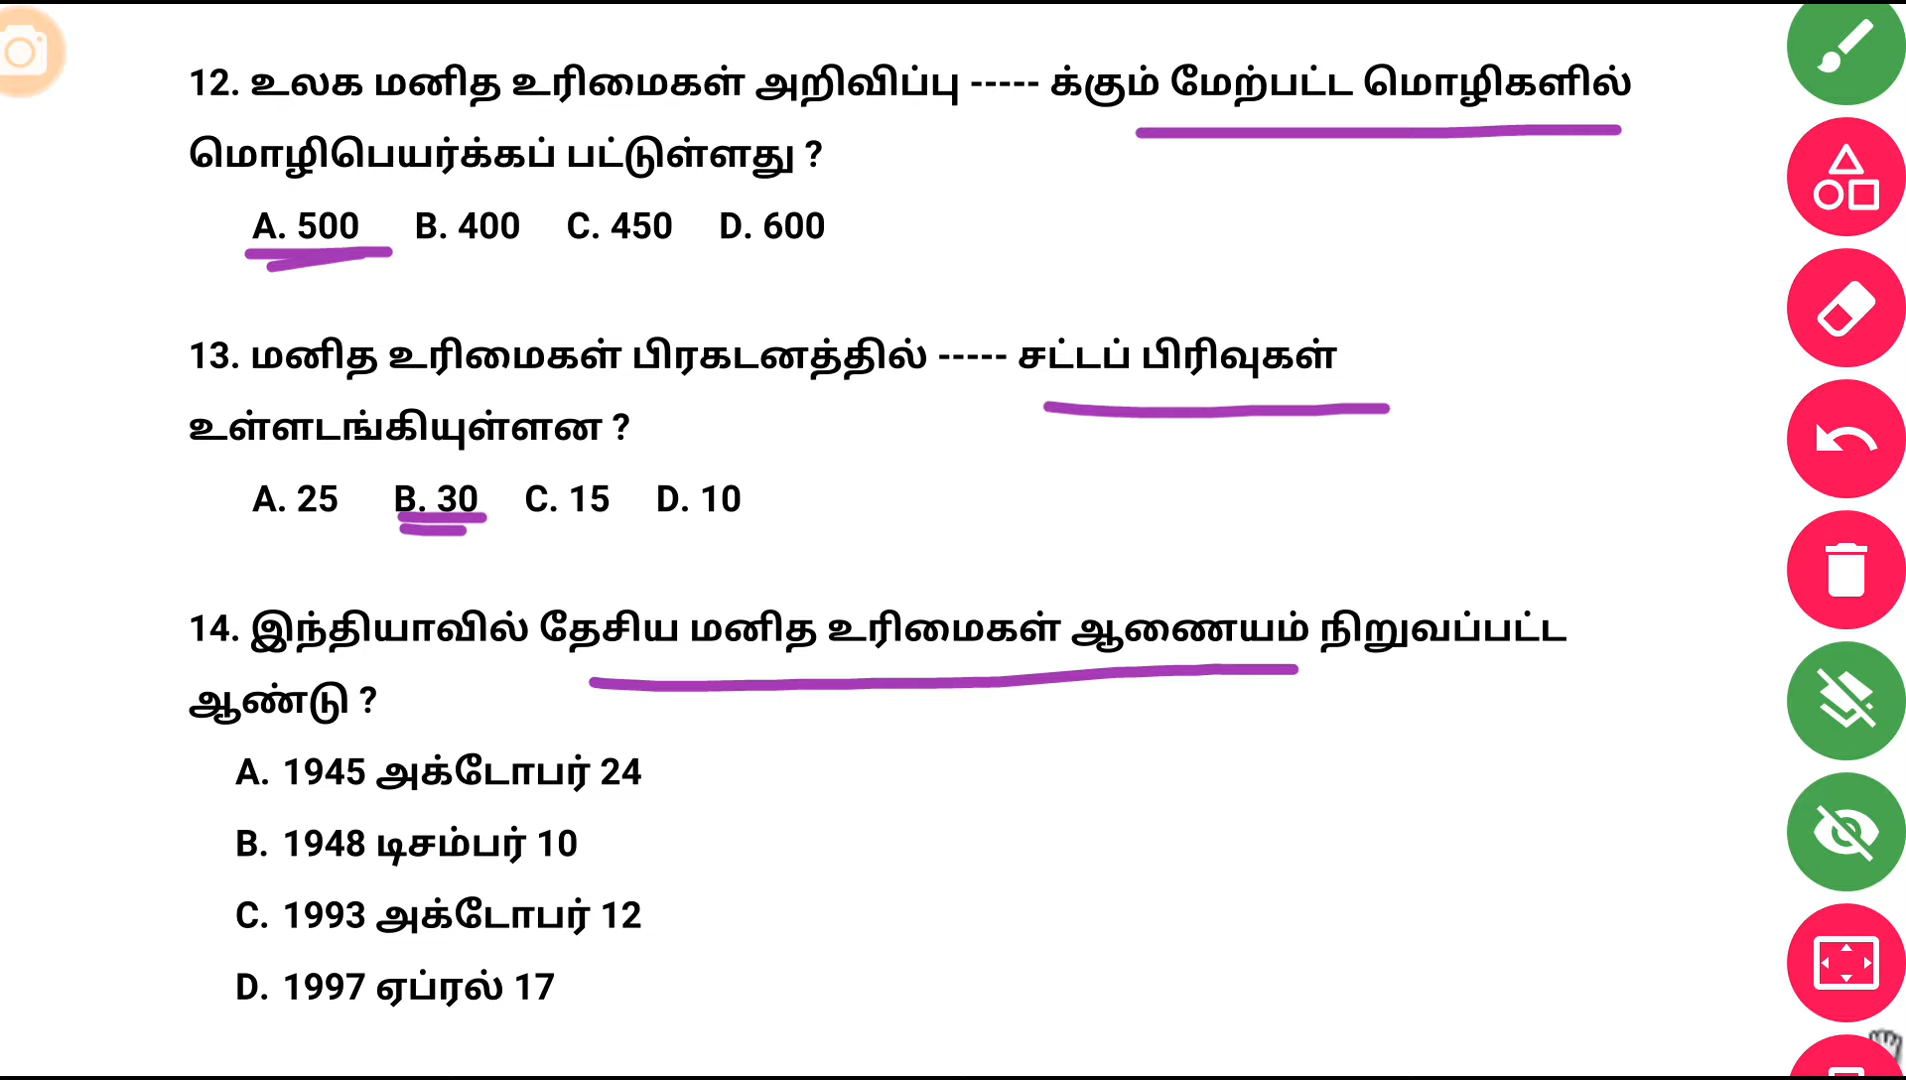 12. உலக மனித உரிமைகள் அறிவிப்பு ----- க்கும் மேற்பட்ட மொழிகளில்
மொழிபெயர்க்கப் பட்டுள்ளது ?
A. 500 B. 400 C. 450 D. 600
13. மனித உரிமைகள் பிரகடனத்தில் ----- சட்டப் பிரிவுகள்
உள்ளடங்கியுள்ளன ?
A. 25 B. 30 C. 15 D. 10
14. இந்தியாவில் தேசிய மனித உரிமைகள் ஆணையம் நிறுவப்பட்ட
ஆண்டு ?
A. 1945 அக்டோபர் 24
B. 1948 டிசம்பர் 10
C. 1993 அக்டோபர் 12
D. 1997 ஏப்ரல் 17